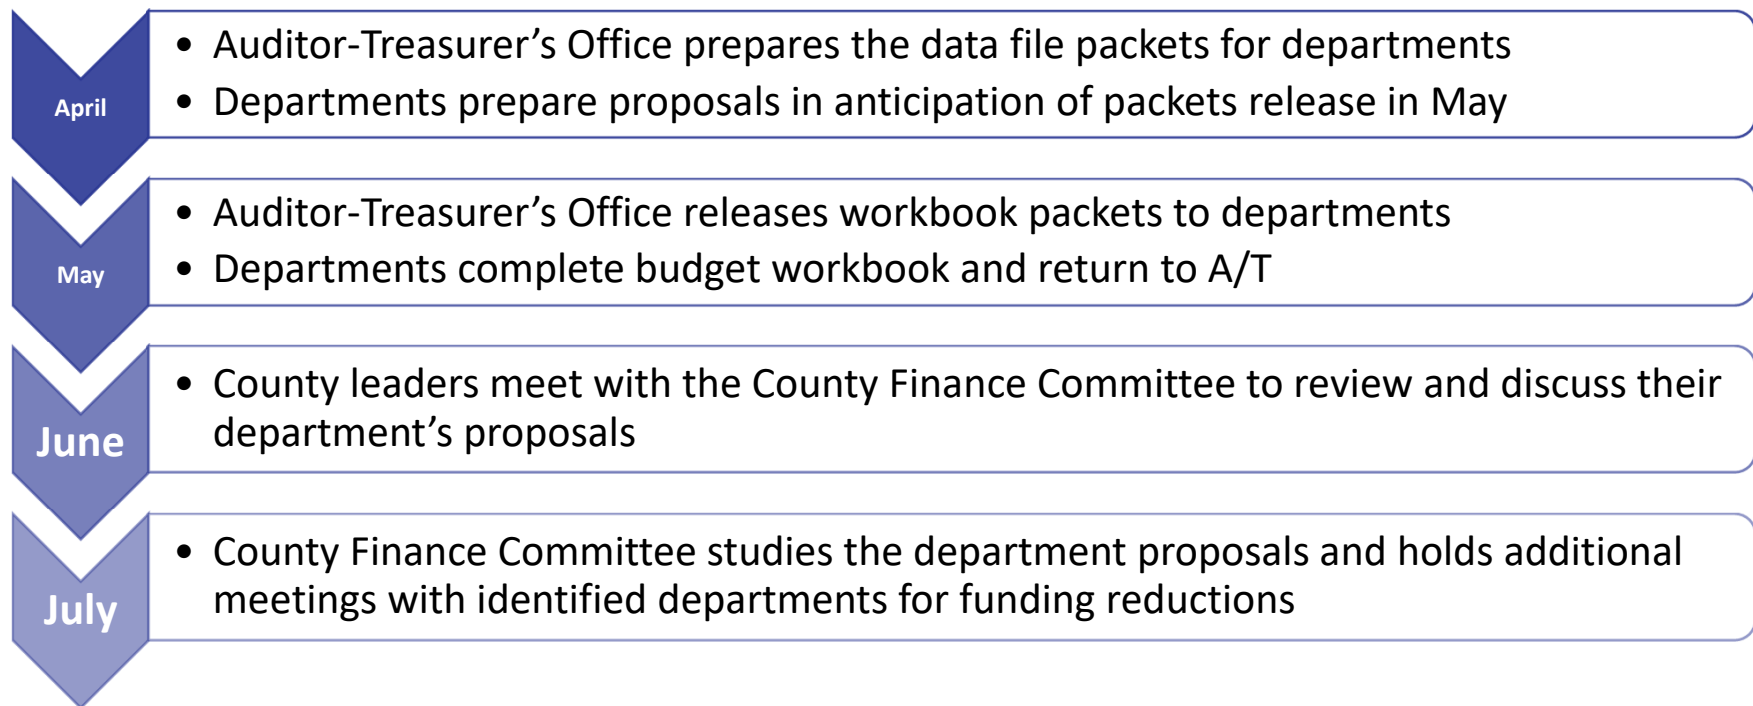 April
• Auditor-Treasurer’s Office prepares the data file packets for departments
• Departments prepare proposals in anticipation of packets release in May
May
• Auditor-Treasurer’s Office releases workbook packets to departments
• Departments complete budget workbook and return to A/T
June
• County leaders meet with the County Finance Committee to review and discuss their
department’s proposals
July
• County Finance Committee studies the department proposals and holds additional
meetings with identified departments for funding reductions